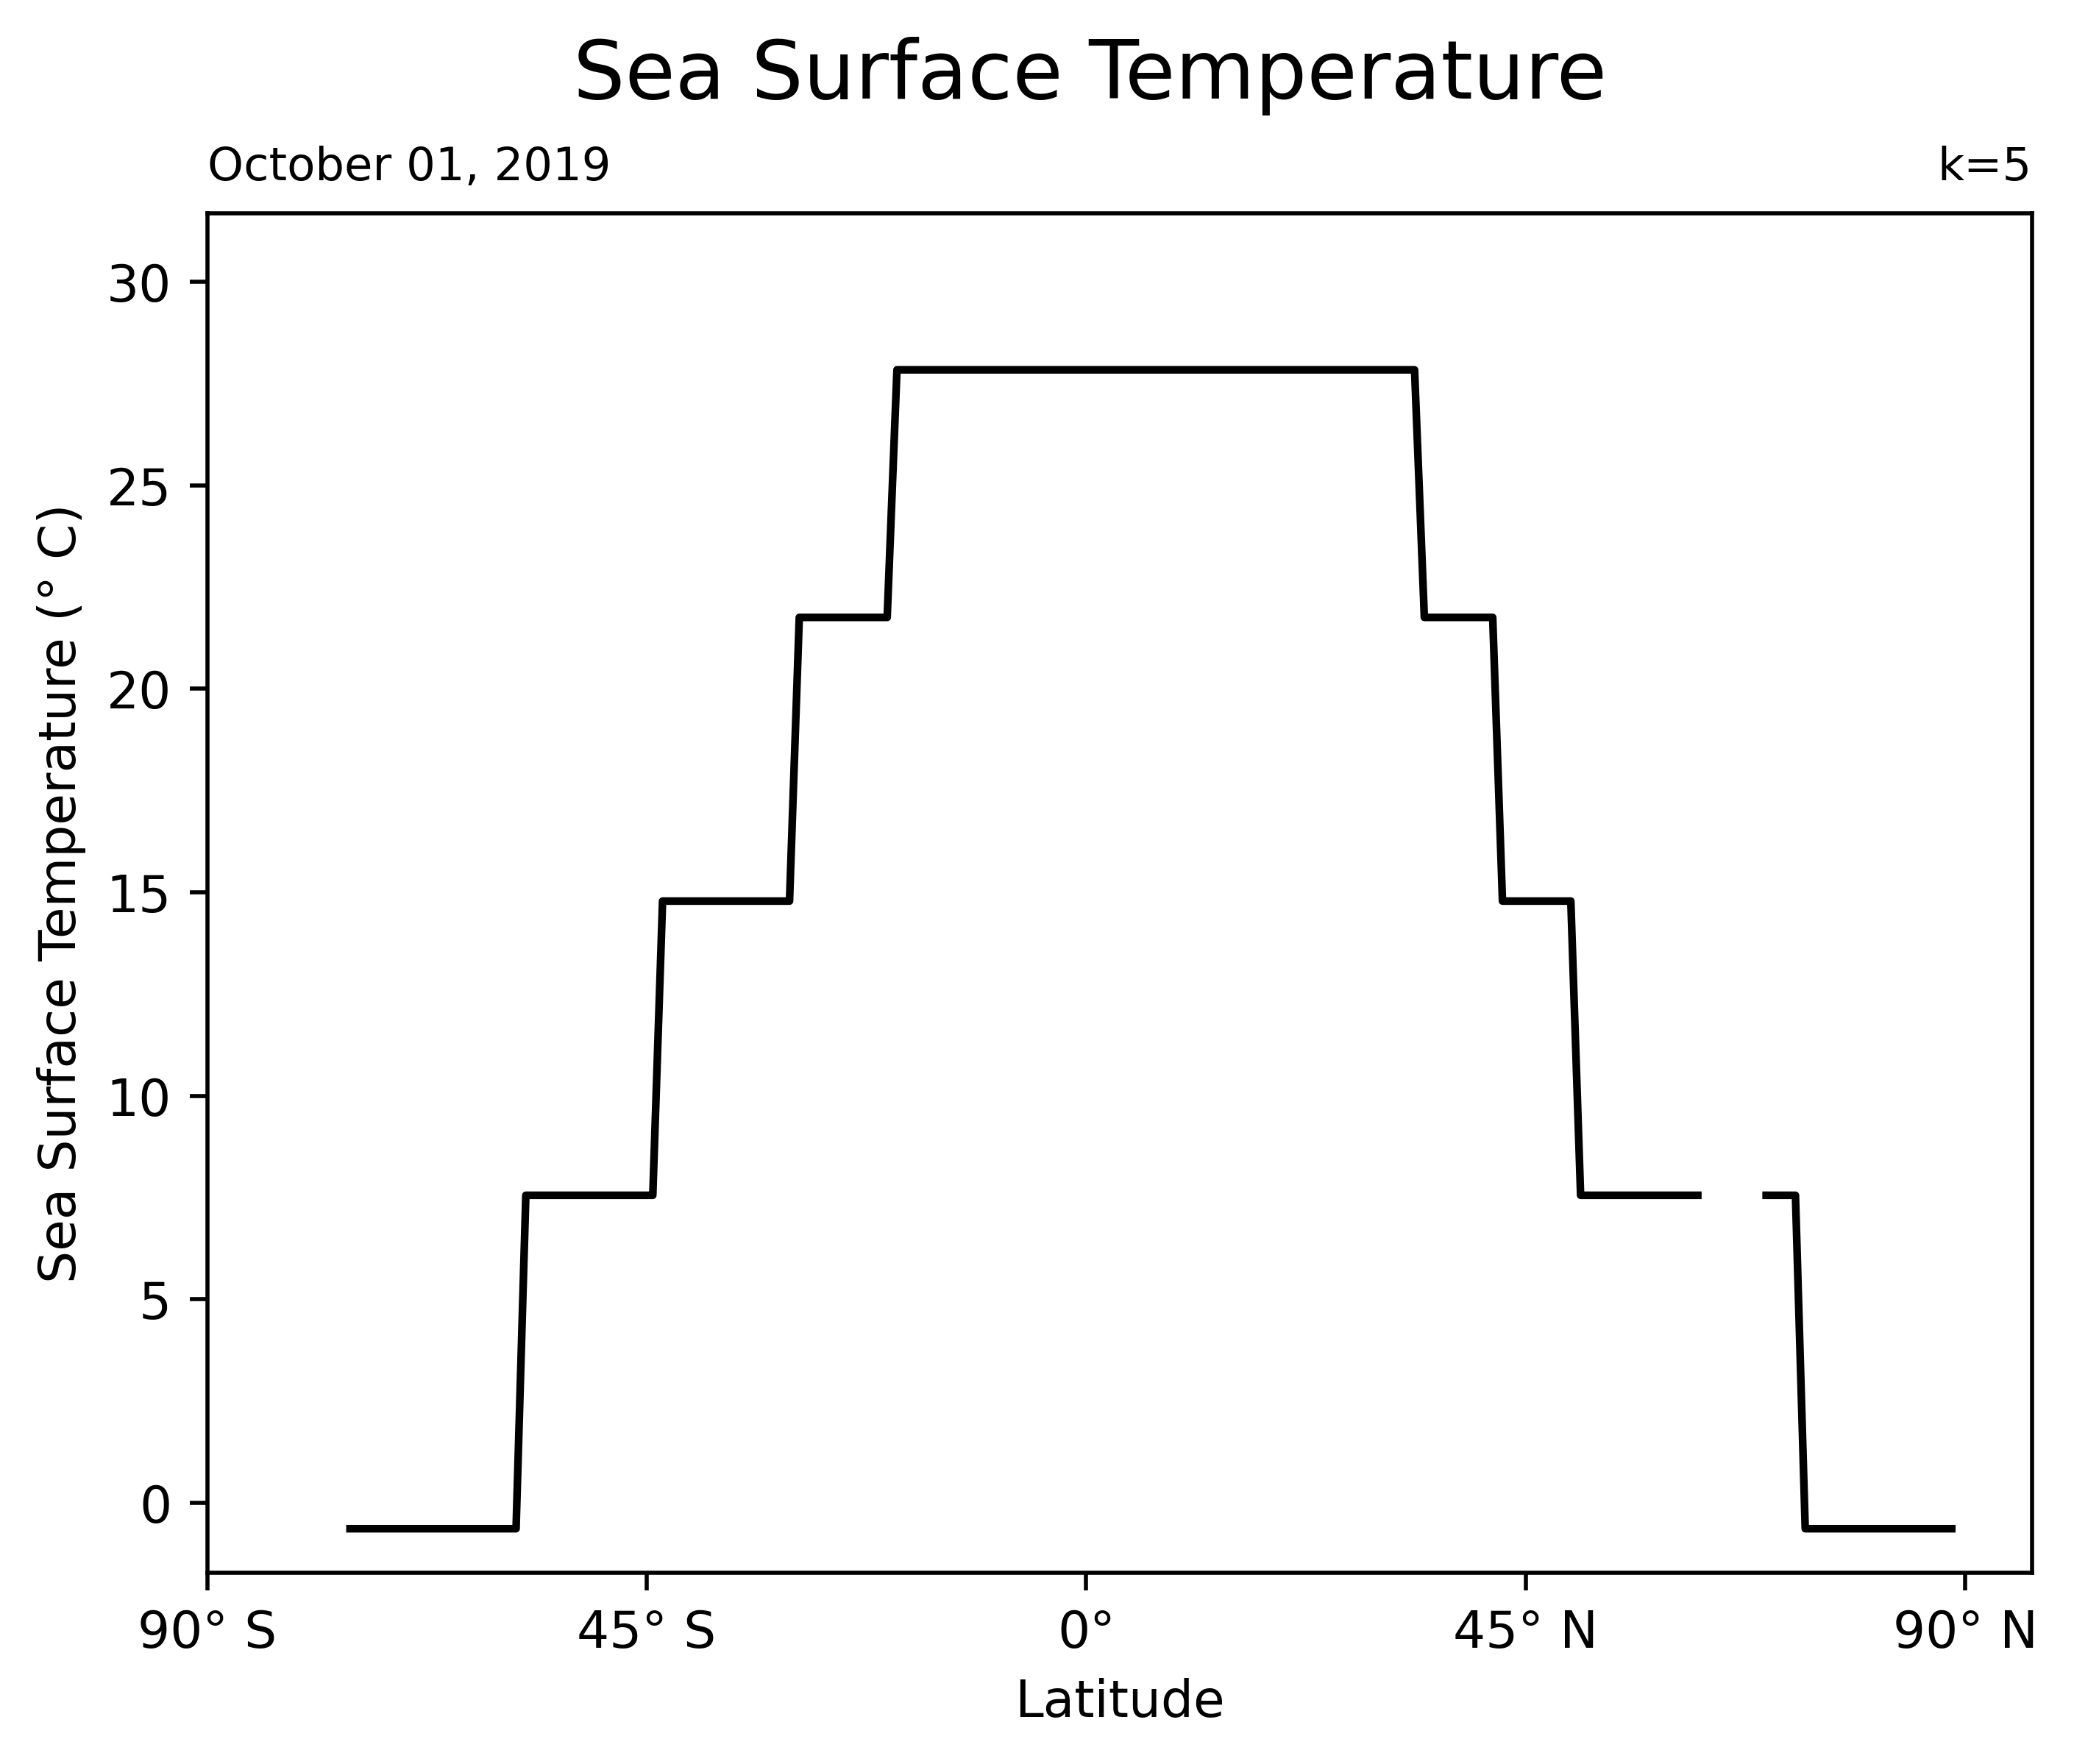 Sea Surface Temperature
October 01, 2019
k=5
30
25
20
15
10
5
0
Sea Surface Temperature (° C)
90° S
45° S
0°
45° N
90° N
Latitude